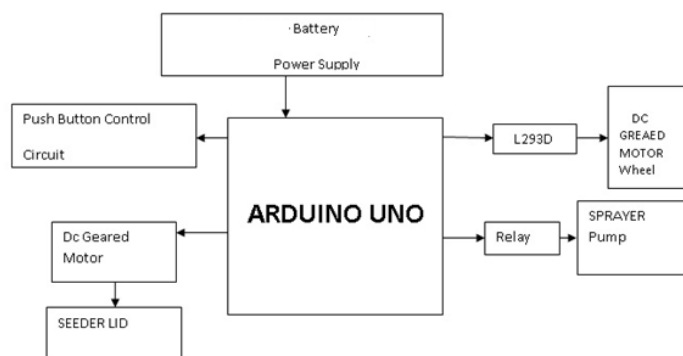 ·Battery
Power Supply
Push Button Control
Circuit
L293D
DC
GREAED
MOTOR
Wheel
ARDUINO UNO
Dc Geared
Motor
Relay
SPRAYER
Pump
SEEDER LID